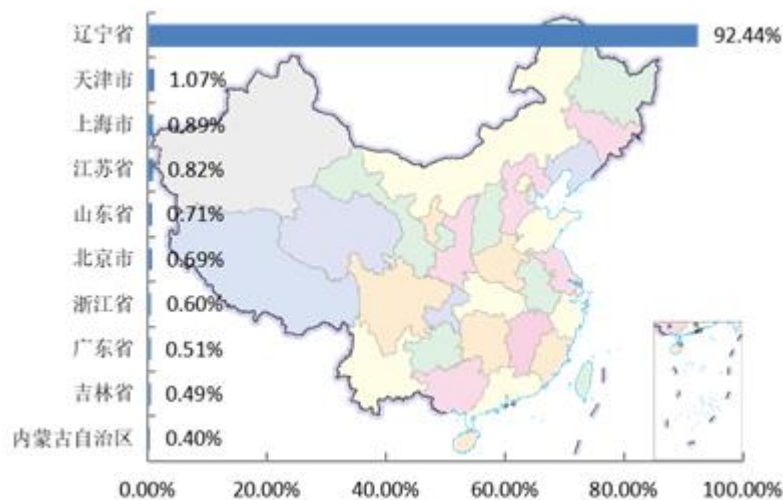 辽宁省 92.44%
天津市 1.07%
上海市 0.89%
江苏省 0.82%
山东省 0.71%
北京市 0.69%
浙江省 0.60%
广东省 0.51%
吉林省 0.49%
内蒙古自治区 0.40%
0.00% 20.00% 40.00% 60.00% 80.00% 100.00%